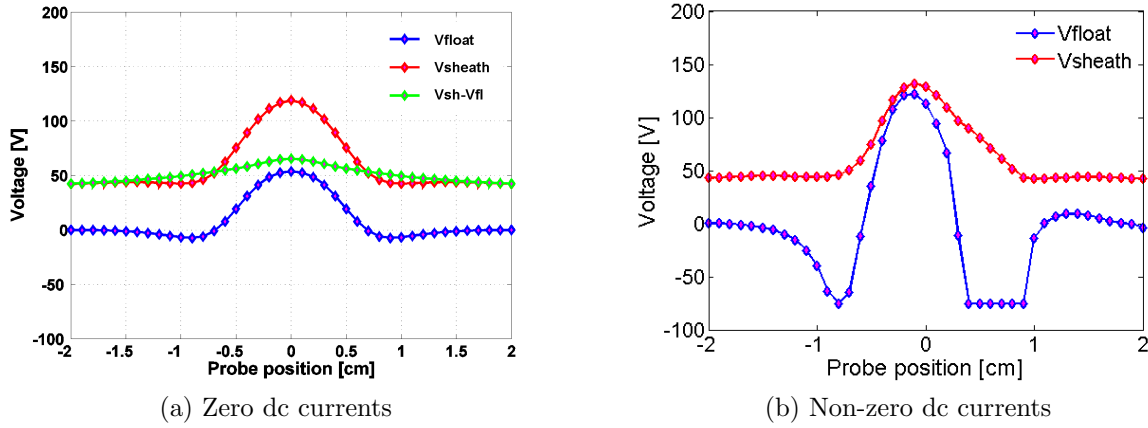 200
150
100
50
0
-50
-100
Voltage [V]
-2
-1.5
-1
-0.5
0
0.5
1
1.5
2
Probe position [cm]
Vfloat
Vsheath
Vsh-Vfl
(a) Zero dc currents
200
150
100
50
0
-50
-100
Voltage [V]
-2
-1
0
1
2
Probe position [cm]
Vfloat
Vsheath
(b) Non-zero dc currents